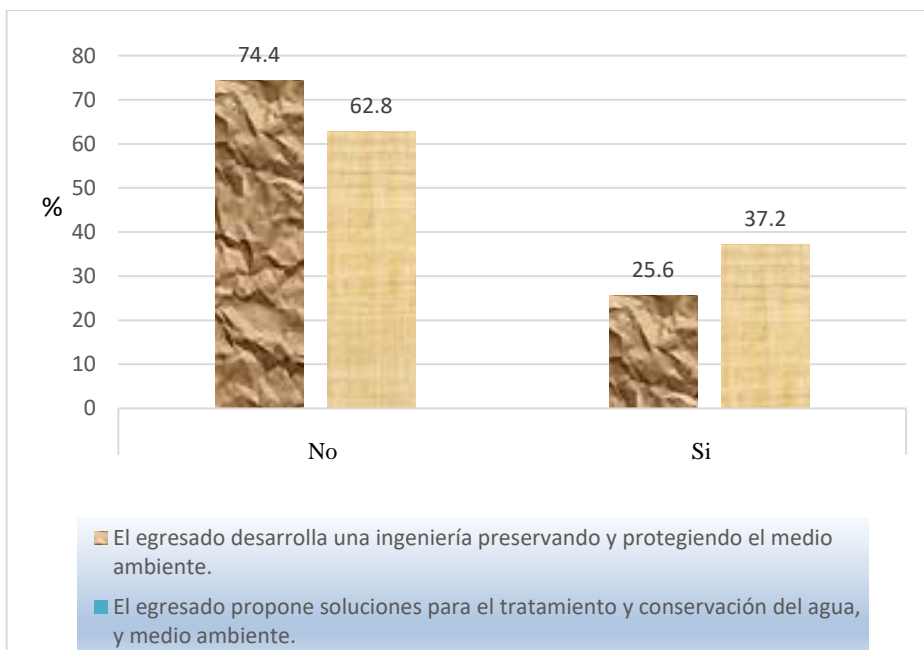 80
70
60
50
40
30
20
10
0
%
74.4
62.8
25.6
37.2
No
Si
El egresado desarrolla una ingeniería preservando y protegiendo el medio
ambiente.
El egresado propone soluciones para el tratamiento y conservación del agua,
y medio ambiente.